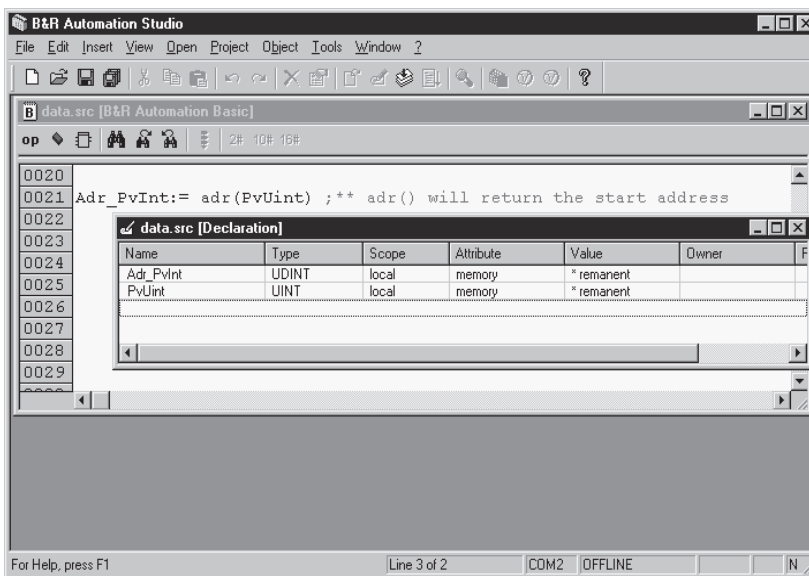 B&R Automation Studio
File Edit Insert View Open Project Object Tools Window ?
data.src [B&R Automation Basic]
op 2# 10# 16#
0020
0021 Adr_PvInt:= adr(PvUint) ;** adr() will return the start address
0022
data.src [Declaration]
0023
Name Type Scope Attribute Value Owner
0024
Adr_PvInt UDINT local memory * remanent
0025
PvUint UINT local memory * remanent
0026
0027
0028
0029
For Help, press F1 Line 3 of 2 COM2 OFFLINE N